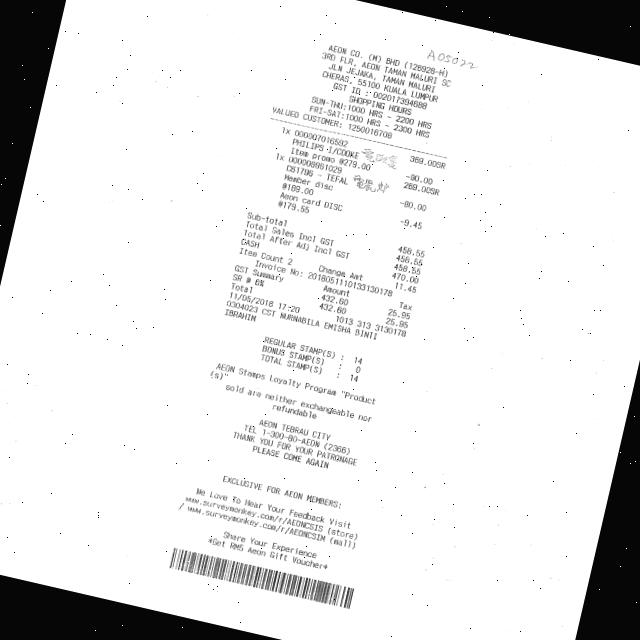 A05022
AEON CO. (M) BHD (126926-H)
3RD FLR, AEON TAMAN MALURI SC
JLN JEJAKA, TAMAN MALURI
CHERAS, 55100 KUALA LUMPUR
GST ID : 002017394688
SHOPPING HOURS
SUN-THU:1000 HRS - 2200 HRS
FRI-SAT:1000 HRS - 2300 HRS
VALUED CUSTOMER: 1250016708
1x 000007016592
PHILIPS I/COOKE 369.00SR
Item promo @279.00 -90.00
1x 000008661029 269.00SR
C51796 - TEFAL
Member disc -80.00
@189.00
Aeon card DISC -9.45
@179.55
Sub-total 458.55
Total Sales Incl GST 458.55
Total After Adj Incl GST 458.55
CASH 470.00
Item Count 2 Change Amt 11.45
Invoice No: 2018051110133130178
GST Summary Amount Tax
SR @ 6% 432.60 25.95
Total 432.60 25.95
11/05/2018 17:20 1013 313 3130178
0304023 CST NURNABILA EMISHA BINTI
IBRAHIM
REGULAR STAMP(S) : 14
BONUS STAMP(S) : 0
TOTAL STAMP(S) : 14
AEON Stamps Loyalty Program "Product
(s)"
sold are neither exchangeable nor
refundable
AEON TEBRAU CITY
TEL 1-300-80-AEON (2366)
THANK YOU FOR YOUR PATRONAGE
PLEASE COME AGAIN
EXCLUSIVE FOR AEON MEMBERS:
We Love To Hear Your Feedback Visit
www.surveymonkey.com/r/AEONCSIS (store)
/ www.surveymonkey.com/r/AEONCSIM (mall)
Share Your Experience
*Get RM5 Aeon Gift Voucher*